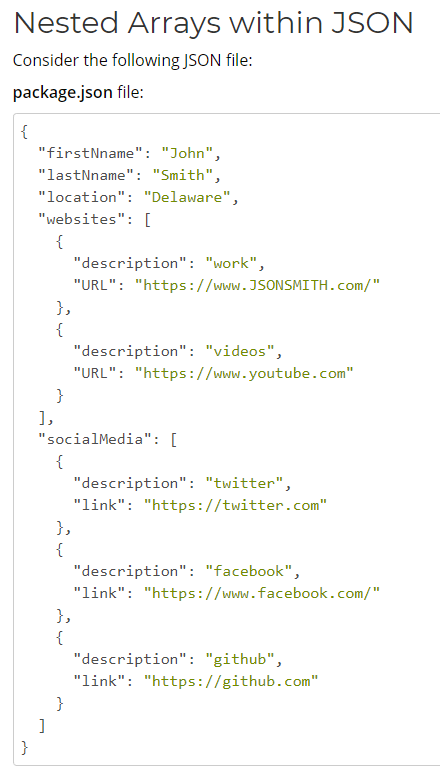 Nested Arrays within JSON
Consider the following JSON file:
package.json file:
{
  "firstNname": "John",
  "lastNname": "Smith",
  "location": "Delaware",
  "websites": [
    {
      "description": "work",
      "URL": "https://www.JSONSMITH.com/"
    },
    {
      "description": "videos",
      "URL": "https://www.youtube.com"
    }
  ],
  "socialMedia": [
    {
      "description": "twitter",
      "link": "https://twitter.com"
    },
    {
      "description": "facebook",
      "link": "https://www.facebook.com/"
    },
    {
      "description": "github",
      "link": "https://github.com"
    }
  ]
}